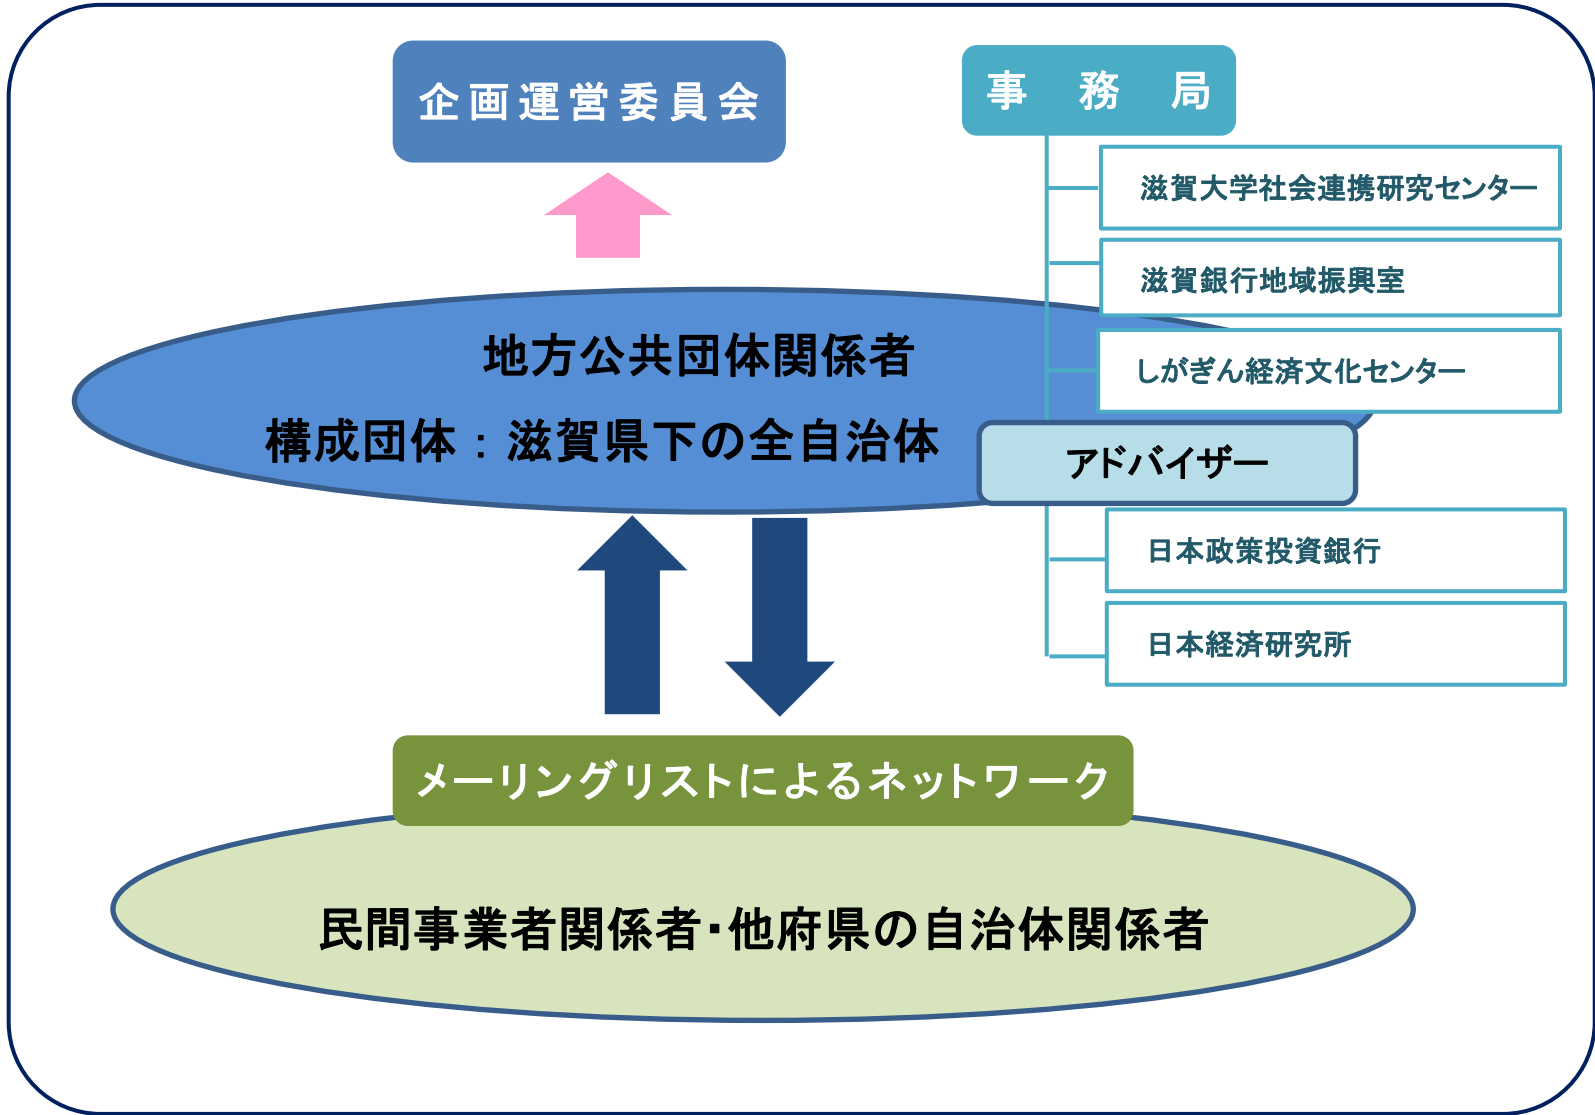 企画運営委員会
事　務　局
滋賀大学社会連携研究センター
滋賀銀行地域振興室
しがぎん経済文化センター
地方公共団体関係者
構成団体：滋賀県下の全自治体
アドバイザー
日本政策投資銀行
日本経済研究所
メーリングリストによるネットワーク
民間事業者関係者・他府県の自治体関係者